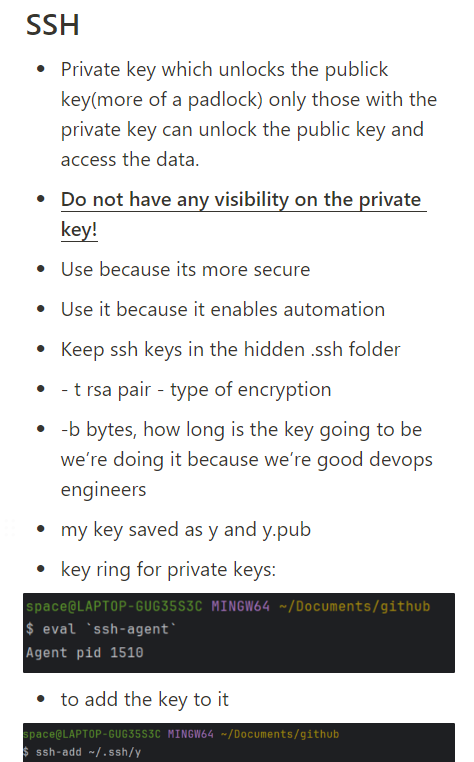 SSH
Private key which unlocks the publick
key(more of a padlock) only those with the
private key can unlock the public key and
access the data.
Do not have any visibility on the private
key!
Use because its more secure
Use it because it enables automation
Keep ssh keys in the hidden .ssh folder
- t rsa pair - type of encryption
-b bytes, how long is the key going to be
we’re doing it because we’re good devops
engineers
my key saved as y and y.pub
key ring for private keys:
space@LAPTOP-GUG35S3C MINGW64 ~/Documents/github
$ eval `ssh-agent`
Agent pid 1510
to add the key to it
space@LAPTOP-GUG35S3C MINGW64 ~/Documents/github
$ ssh-add ~/.ssh/y